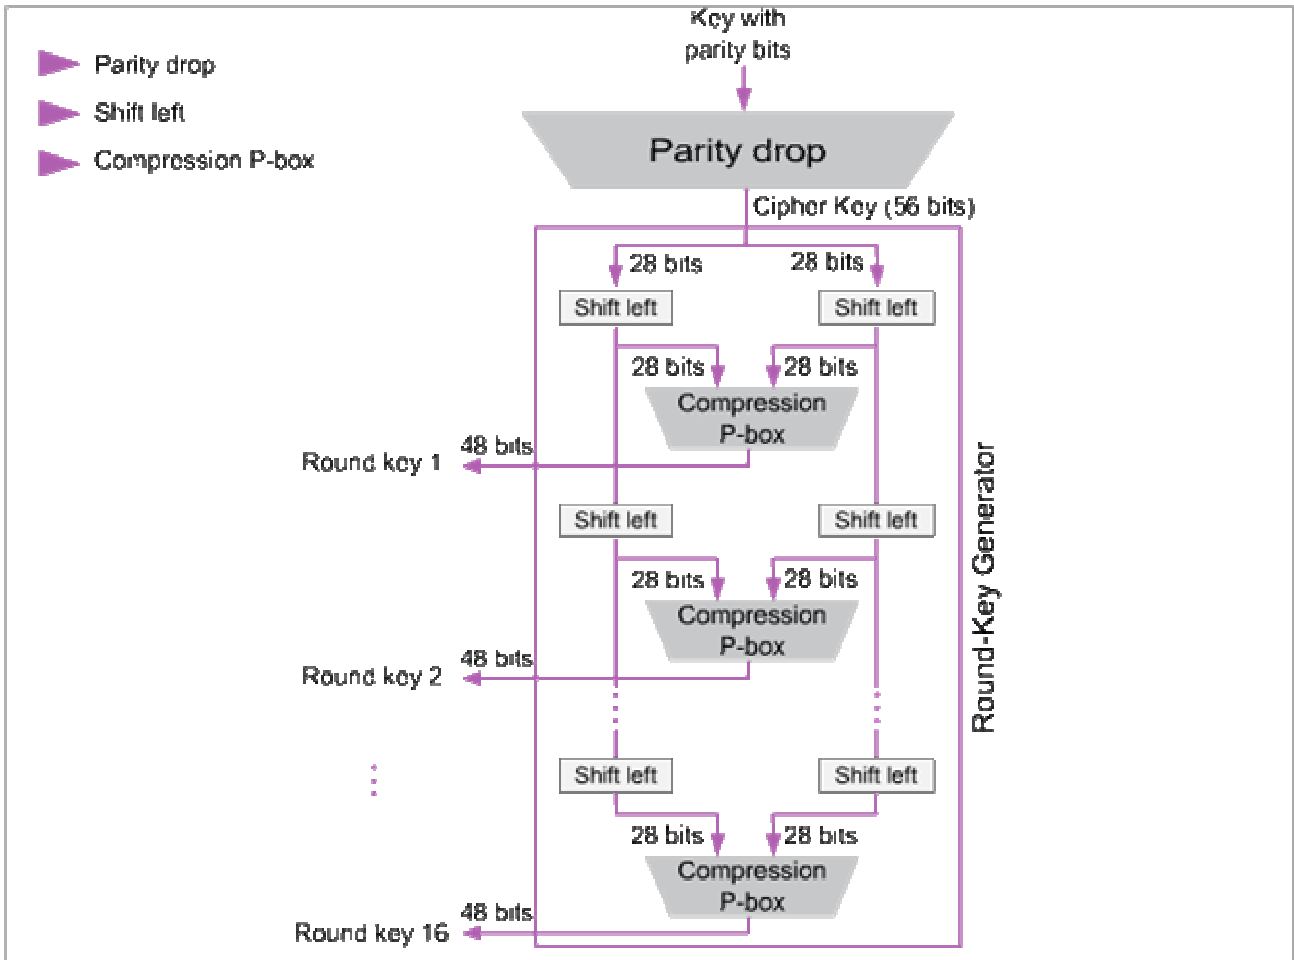 Key with
parity bits
Parity drop
Shift left
Compression P-box
Parity drop
Cipher Key (56 bits)
28 bits
28 bits
Shift left
Shift left
28 bits
28 bits
Compression
P-box
48 bits
Round key 1
Shift left
Shift left
28 bits
28 bits
Compression
P-box
48 bits
Round key 2
Shift left
Shift left
28 bits
28 bits
Compression
P-box
48 bits
Round key 16
Round-Key Generator